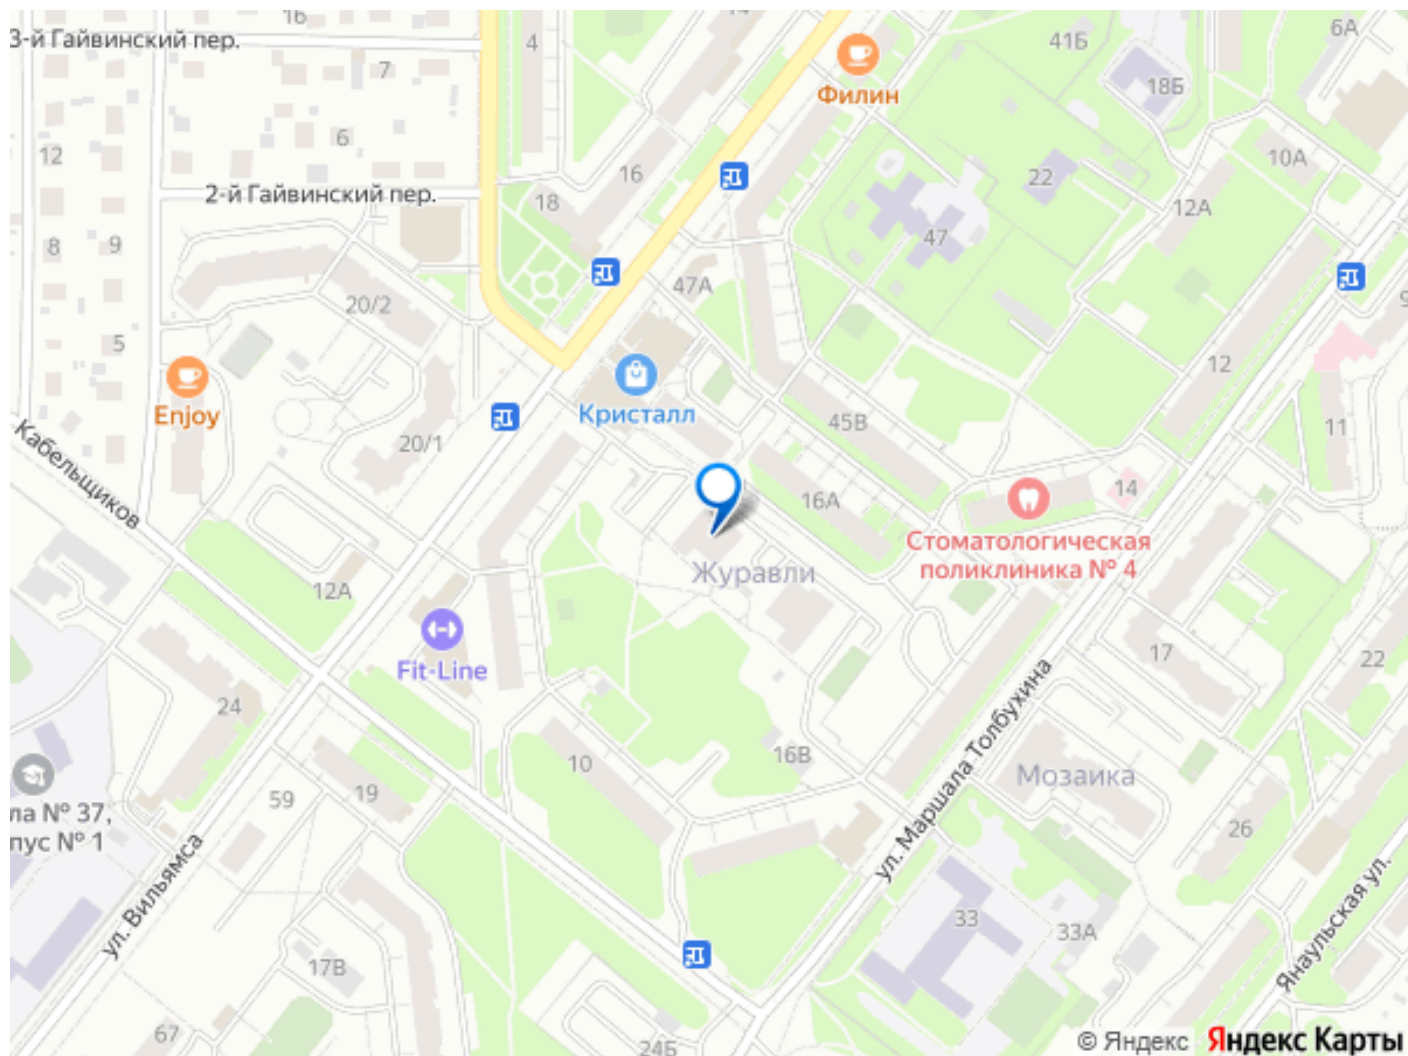 16
14
6А
3-й Гайвинский пер.
4
41Б
7
Филин
18Б
6
12
10А
16
22
2-й Гайвинский пер.
18
12А
47
8
9
47А
20/2
5
9
12
Кристалл
Enjoy
45В
11
20/1
Кабельщиков
16А
14
Стоматологическая
поликлиника № 4
Журавли
12А
Fit-Line
17
22
24
ул. Маршала Толбухина
10
16В
Мозаика
59
19
ла № 37,
пус № 1
26
ул. Вильямса
33
33А
Янаульская ул.
17В
67
24Б
© Яндекс Яндекс Карты